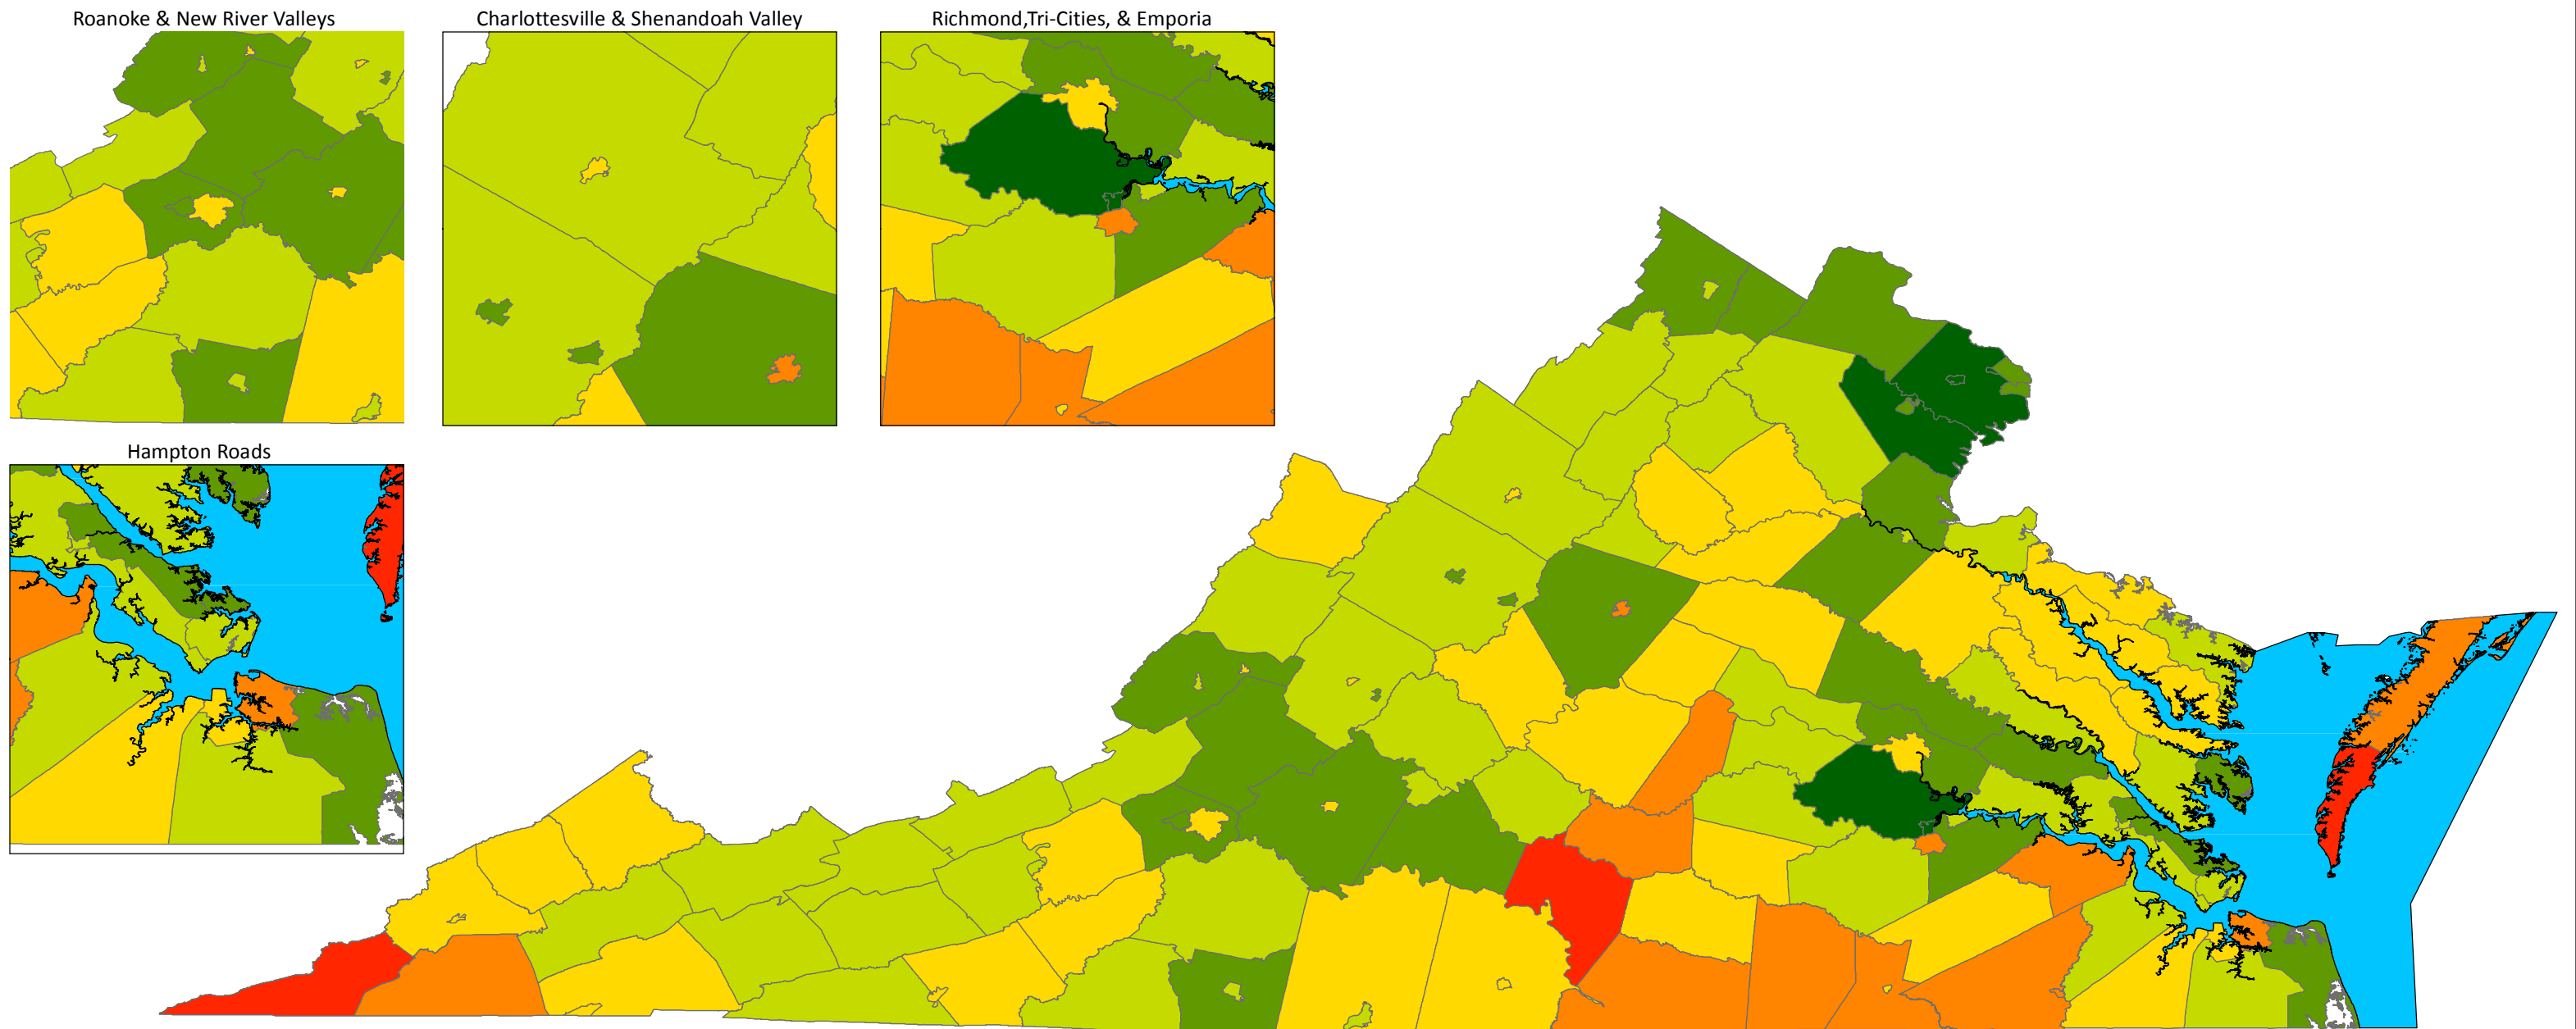 Roanoke & New River Valleys
Charlottesville & Shenandoah Valley
Richmond,Tri-Cities, & Emporia
Hampton Roads